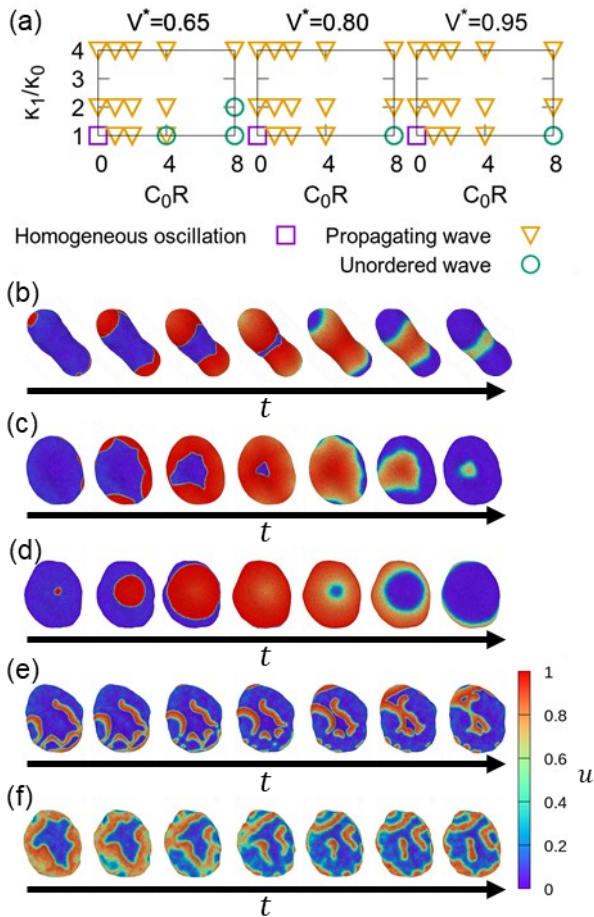 (a)
V*=0.65 V*=0.80 V*=0.95
κ₁/κ₀
4
3
2
1
0 4 8 0 4 8 0 4 8
C₀R C₀R C₀R
Homogeneous oscillation Propagating wave
Unordered wave
(b)
t
(c)
t
(d)
t
(e)
t
(f)
t
1
0.8
0.6
0.4
0.2
0
u